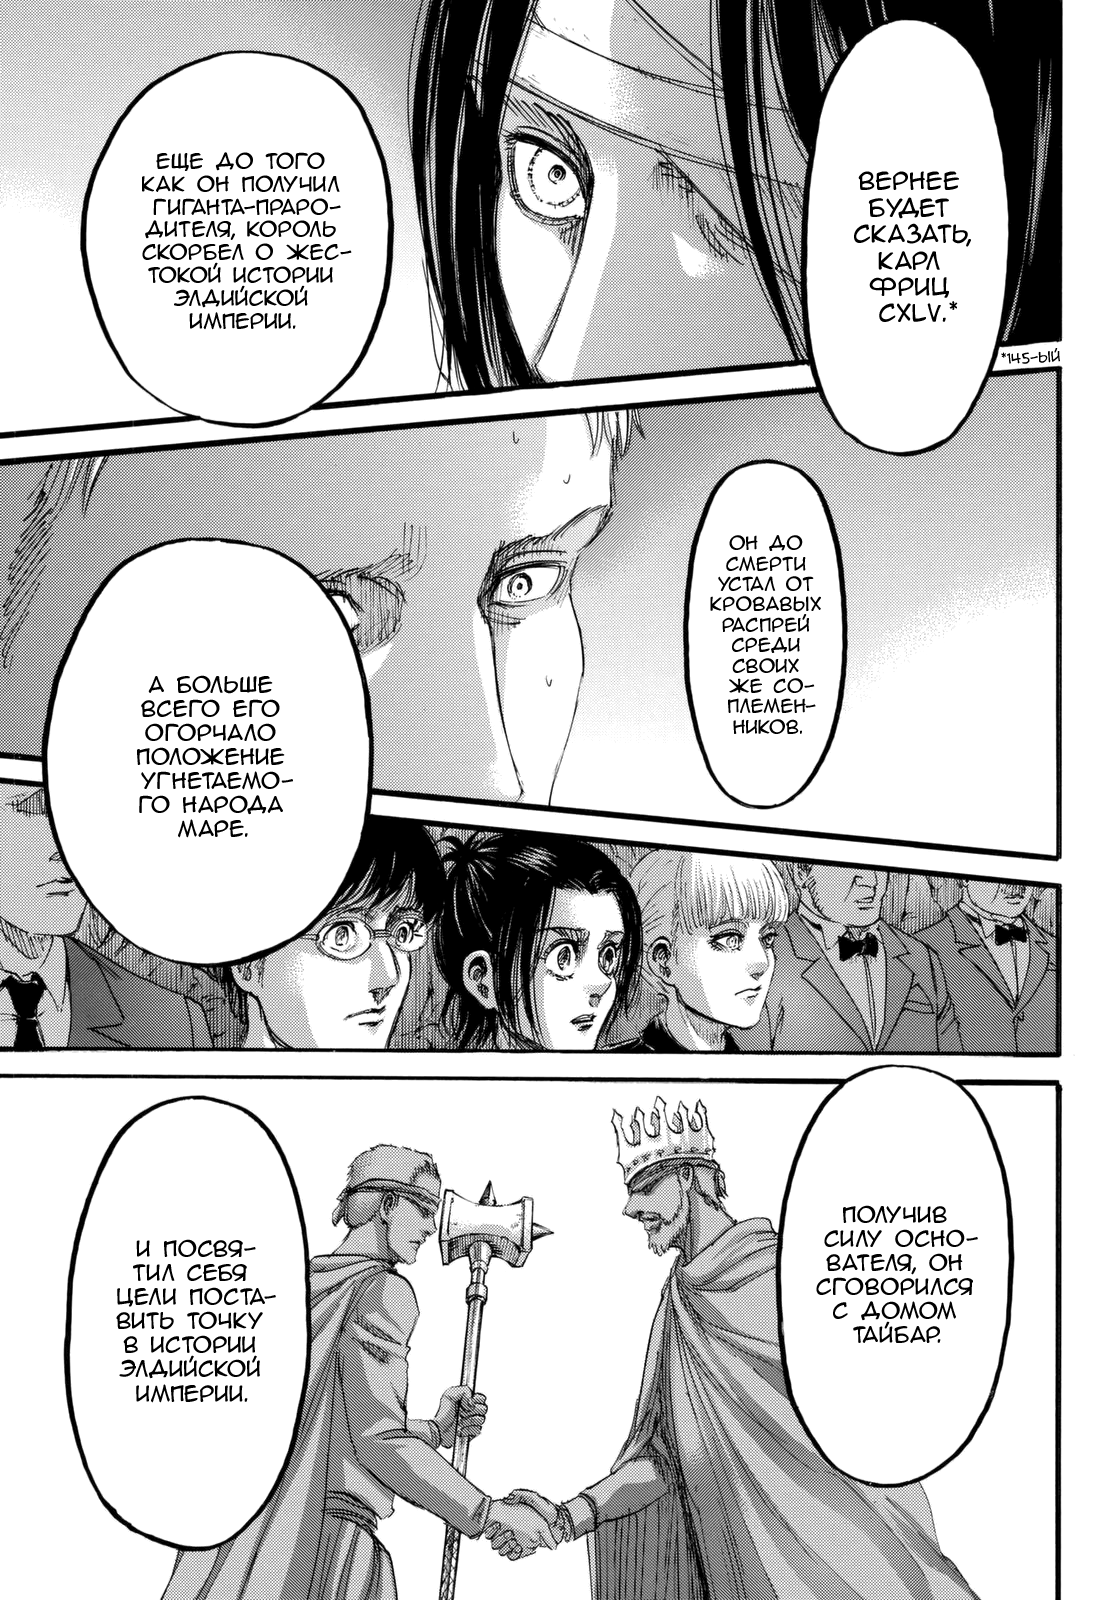 ВЕРНЕЕ
БУДЕТ
СКАЗАТЬ,
КАРЛ
ФРИЦ
CXLV.*
*145-ЫЙ
ЕЩЕ ДО ТОГО
КАК ОН ПОЛУЧИЛ
ГИГАНТА-ПРАРО-
ДИТЕЛЯ, КОРОЛЬ
СКОРБЕЛ О ЖЕС-
ТОКОЙ ИСТОРИИ
ЭЛДИЙСКОЙ
ИМПЕРИИ.
ОН ДО
СМЕРТИ
УСТАЛ ОТ
КРОВАВЫХ
РАСПРЕЙ
СРЕДИ
СВОИХ
ЖЕ СО-
ПЛЕМЕН-
НИКОВ.
А БОЛЬШЕ
ВСЕГО ЕГО
ОГОРЧАЛО
ПОЛОЖЕНИЕ
УГНЕТАЕМО-
ГО НАРОДА
МАРЕ.
ПОЛУЧИВ
СИЛУ ОСНО-
ВАТЕЛЯ, ОН
СГОВОРИЛСЯ
С ДОМОМ
ТАЙБАР.
И ПОСВЯ-
ТИЛ СЕБЯ
ЦЕЛИ ПОСТА-
ВИТЬ ТОЧКУ
В ИСТОРИИ
ЭЛДИЙСКОЙ
ИМПЕРИИ.